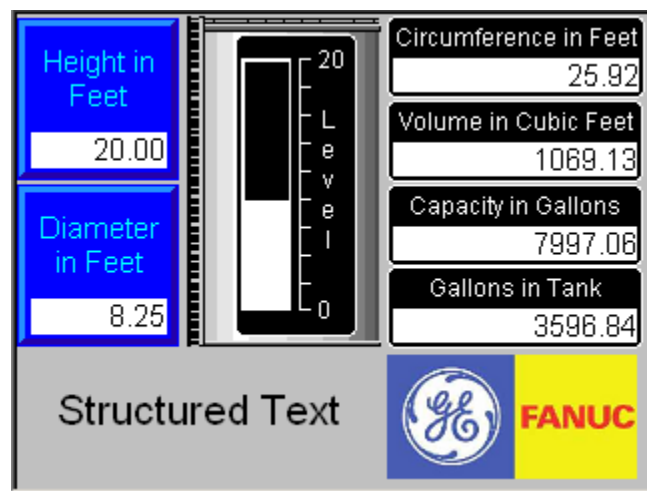 Height in
Feet
20.00
Diameter
in Feet
8.25
20
Level
0
Circumference in Feet
25.92
Volume in Cubic Feet
1069.13
Capacity in Gallons
7997.06
Gallons in Tank
3596.84
Structured Text
GE
FANUC